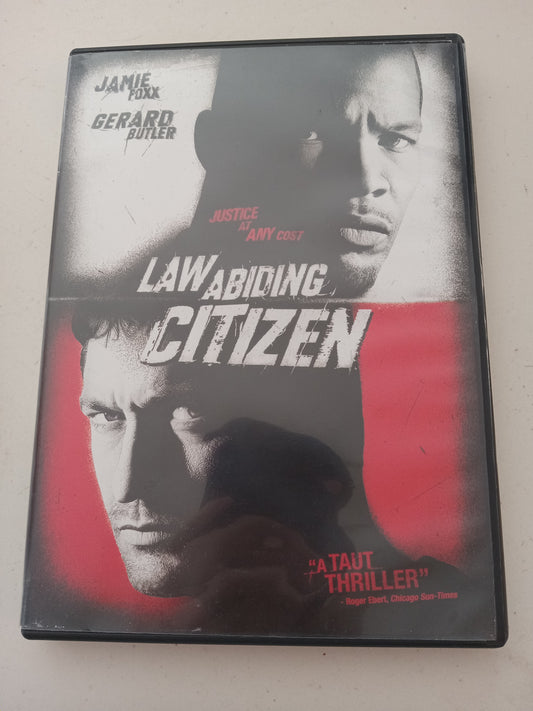 JAMIE
FOXX
GERARD
BUTLER
JUSTICE
AT
ANY COST
LAW ABIDING
CITIZEN
“A TAUT
THRILLER”
- Roger Ebert, Chicago Sun-Times